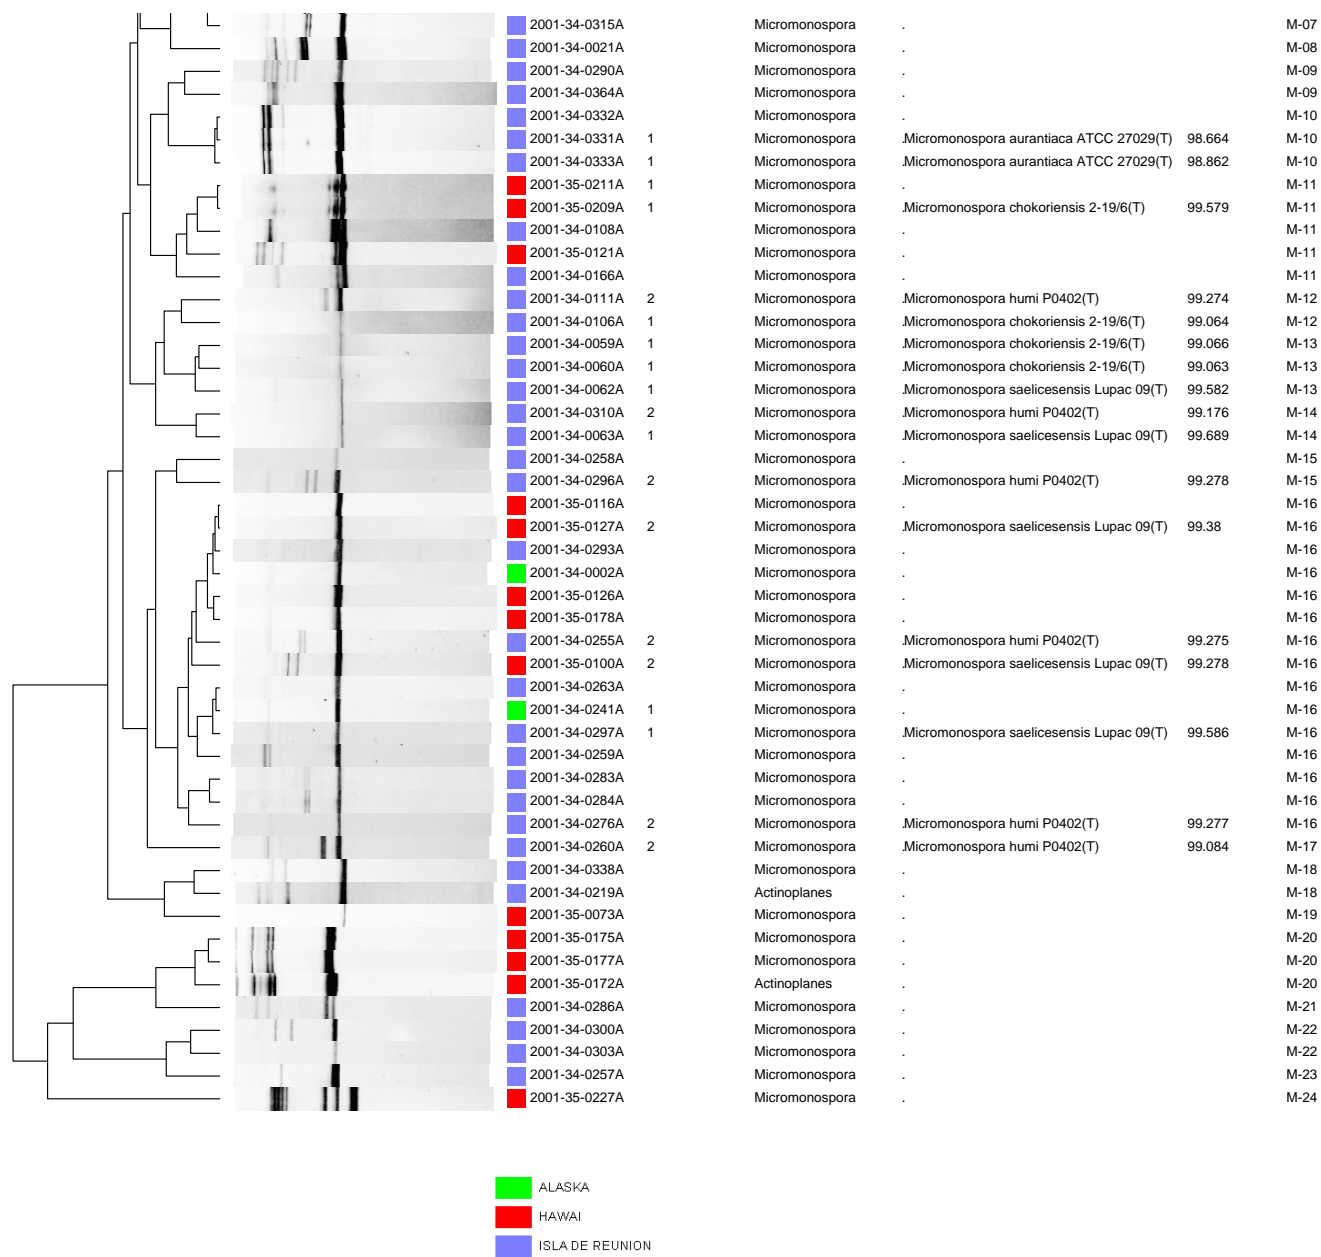 2001-34-0315A Micromonospora . M-07
2001-34-0021A Micromonospora . M-08
2001-34-0290A Micromonospora . M-09
2001-34-0364A Micromonospora . M-09
2001-34-0332A Micromonospora . M-10
2001-34-0331A 1 Micromonospora .Micromonospora aurantiaca ATCC 27029(T) 98.664 M-10
2001-34-0333A 1 Micromonospora .Micromonospora aurantiaca ATCC 27029(T) 98.862 M-10
2001-35-0211A 1 Micromonospora . M-11
2001-35-0209A 1 Micromonospora .Micromonospora chokoriensis 2-19/6(T) 99.579 M-11
2001-34-0108A Micromonospora . M-11
2001-35-0121A Micromonospora . M-11
2001-34-0166A Micromonospora . M-11
2001-34-0111A 2 Micromonospora .Micromonospora humi P0402(T) 99.274 M-12
2001-34-0106A 1 Micromonospora .Micromonospora chokoriensis 2-19/6(T) 99.064 M-12
2001-34-0059A 1 Micromonospora .Micromonospora chokoriensis 2-19/6(T) 99.066 M-13
2001-34-0060A 1 Micromonospora .Micromonospora chokoriensis 2-19/6(T) 99.063 M-13
2001-34-0062A 1 Micromonospora .Micromonospora saelicesensis Lupac 09(T) 99.582 M-13
2001-34-0310A 2 Micromonospora .Micromonospora humi P0402(T) 99.176 M-14
2001-34-0063A 1 Micromonospora .Micromonospora saelicesensis Lupac 09(T) 99.689 M-14
2001-34-0258A Micromonospora . M-15
2001-34-0296A 2 Micromonospora .Micromonospora humi P0402(T) 99.278 M-15
2001-35-0116A Micromonospora . M-16
2001-35-0127A 2 Micromonospora .Micromonospora saelicesensis Lupac 09(T) 99.38 M-16
2001-34-0293A Micromonospora . M-16
2001-34-0002A Micromonospora . M-16
2001-35-0126A Micromonospora . M-16
2001-35-0178A Micromonospora . M-16
2001-34-0255A 2 Micromonospora .Micromonospora humi P0402(T) 99.275 M-16
2001-35-0100A 2 Micromonospora .Micromonospora saelicesensis Lupac 09(T) 99.278 M-16
2001-34-0263A Micromonospora . M-16
2001-34-0241A 1 Micromonospora . M-16
2001-34-0297A 1 Micromonospora .Micromonospora saelicesensis Lupac 09(T) 99.586 M-16
2001-34-0259A Micromonospora . M-16
2001-34-0283A Micromonospora . M-16
2001-34-0284A Micromonospora . M-16
2001-34-0276A 2 Micromonospora .Micromonospora humi P0402(T) 99.277 M-16
2001-34-0260A 2 Micromonospora .Micromonospora humi P0402(T) 99.084 M-17
2001-34-0338A Micromonospora . M-18
2001-34-0219A Actinoplanes . M-18
2001-35-0073A Micromonospora . M-19
2001-35-0175A Micromonospora . M-20
2001-35-0177A Micromonospora . M-20
2001-35-0172A Actinoplanes . M-20
2001-34-0286A Micromonospora . M-21
2001-34-0300A Micromonospora . M-22
2001-34-0303A Micromonospora . M-22
2001-34-0257A Micromonospora . M-23
2001-35-0227A Micromonospora . M-24
ALASKA
HAWAI
ISLA DE REUNION